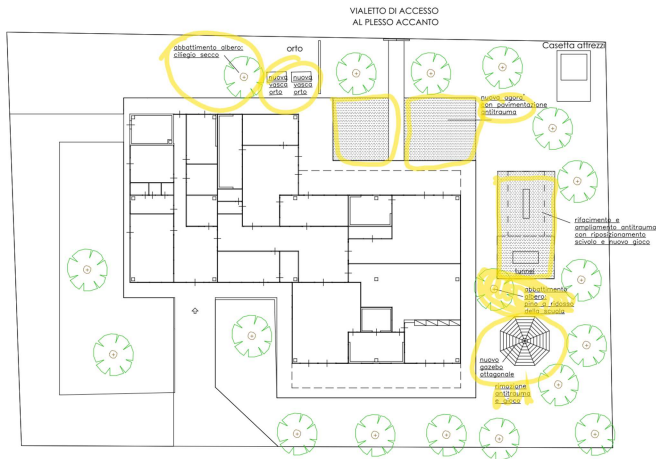 VIALETTO DI ACCESSO
AL PLESSO ACCANTO
abbattimento albero:
ciliegio secco
orto
nuova
vasca
orto
nuova
vasca
orto
Casetta attrezzi
nuova "agorà"
con pavimentazione
antitrauma
rifacimento e
ampliamento antitrauma
con riposizionamento
scivolo e nuovo gioco
tunnel
abbattimento
albero:
pino a ridosso
della scuola
nuovo
gazebo
ottagonale
rimozione
antitrauma
e gioco